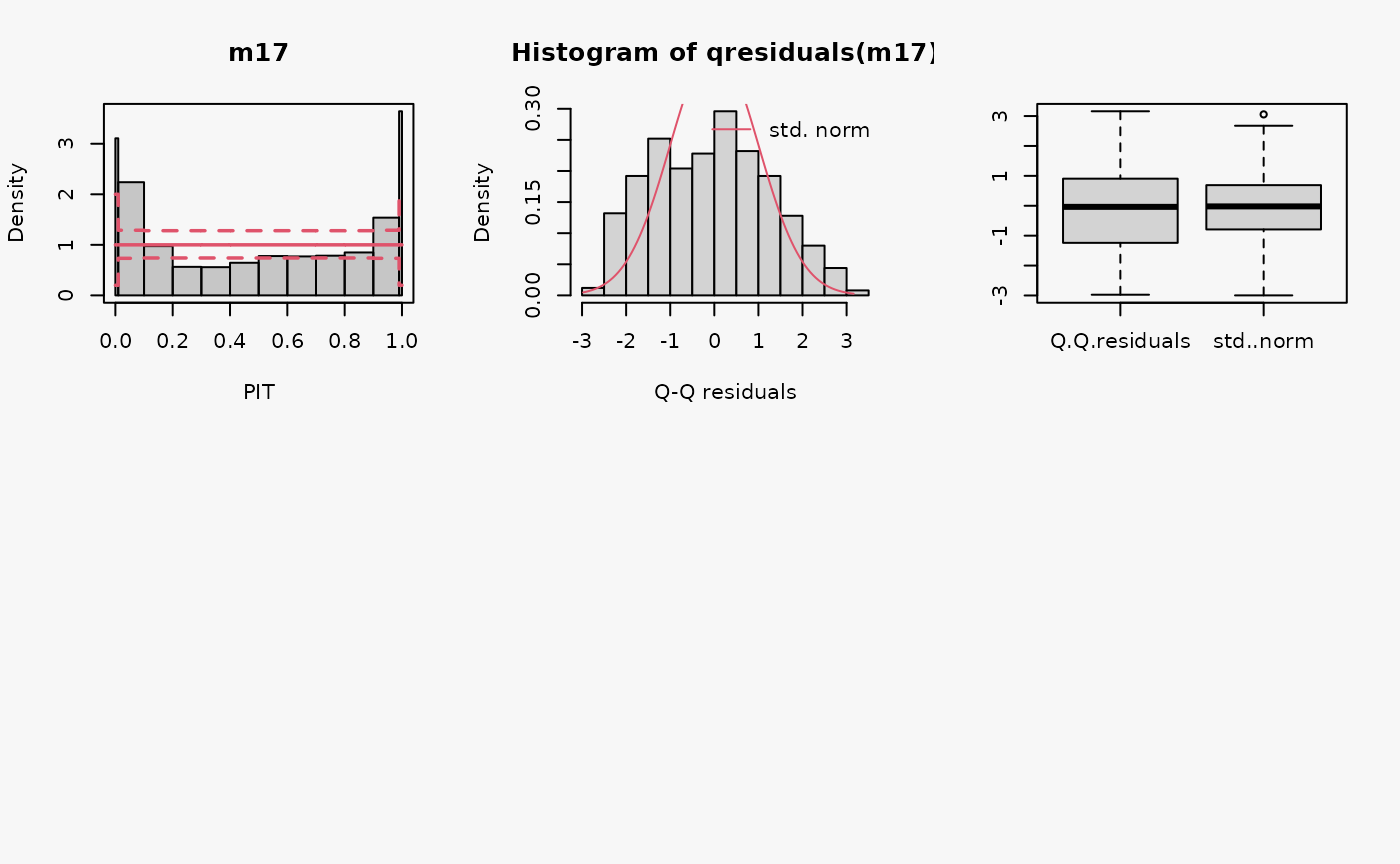 m17
Density
0 1 2 3
0.0 0.2 0.4 0.6 0.8 1.0
PIT
Histogram of qresiduals(m17)
Density
0.00 0.15 0.30
std. norm
-3 -2 -1 0 1 2 3
Q-Q residuals
-3 -1 1 3
Q.Q.residuals std..norm